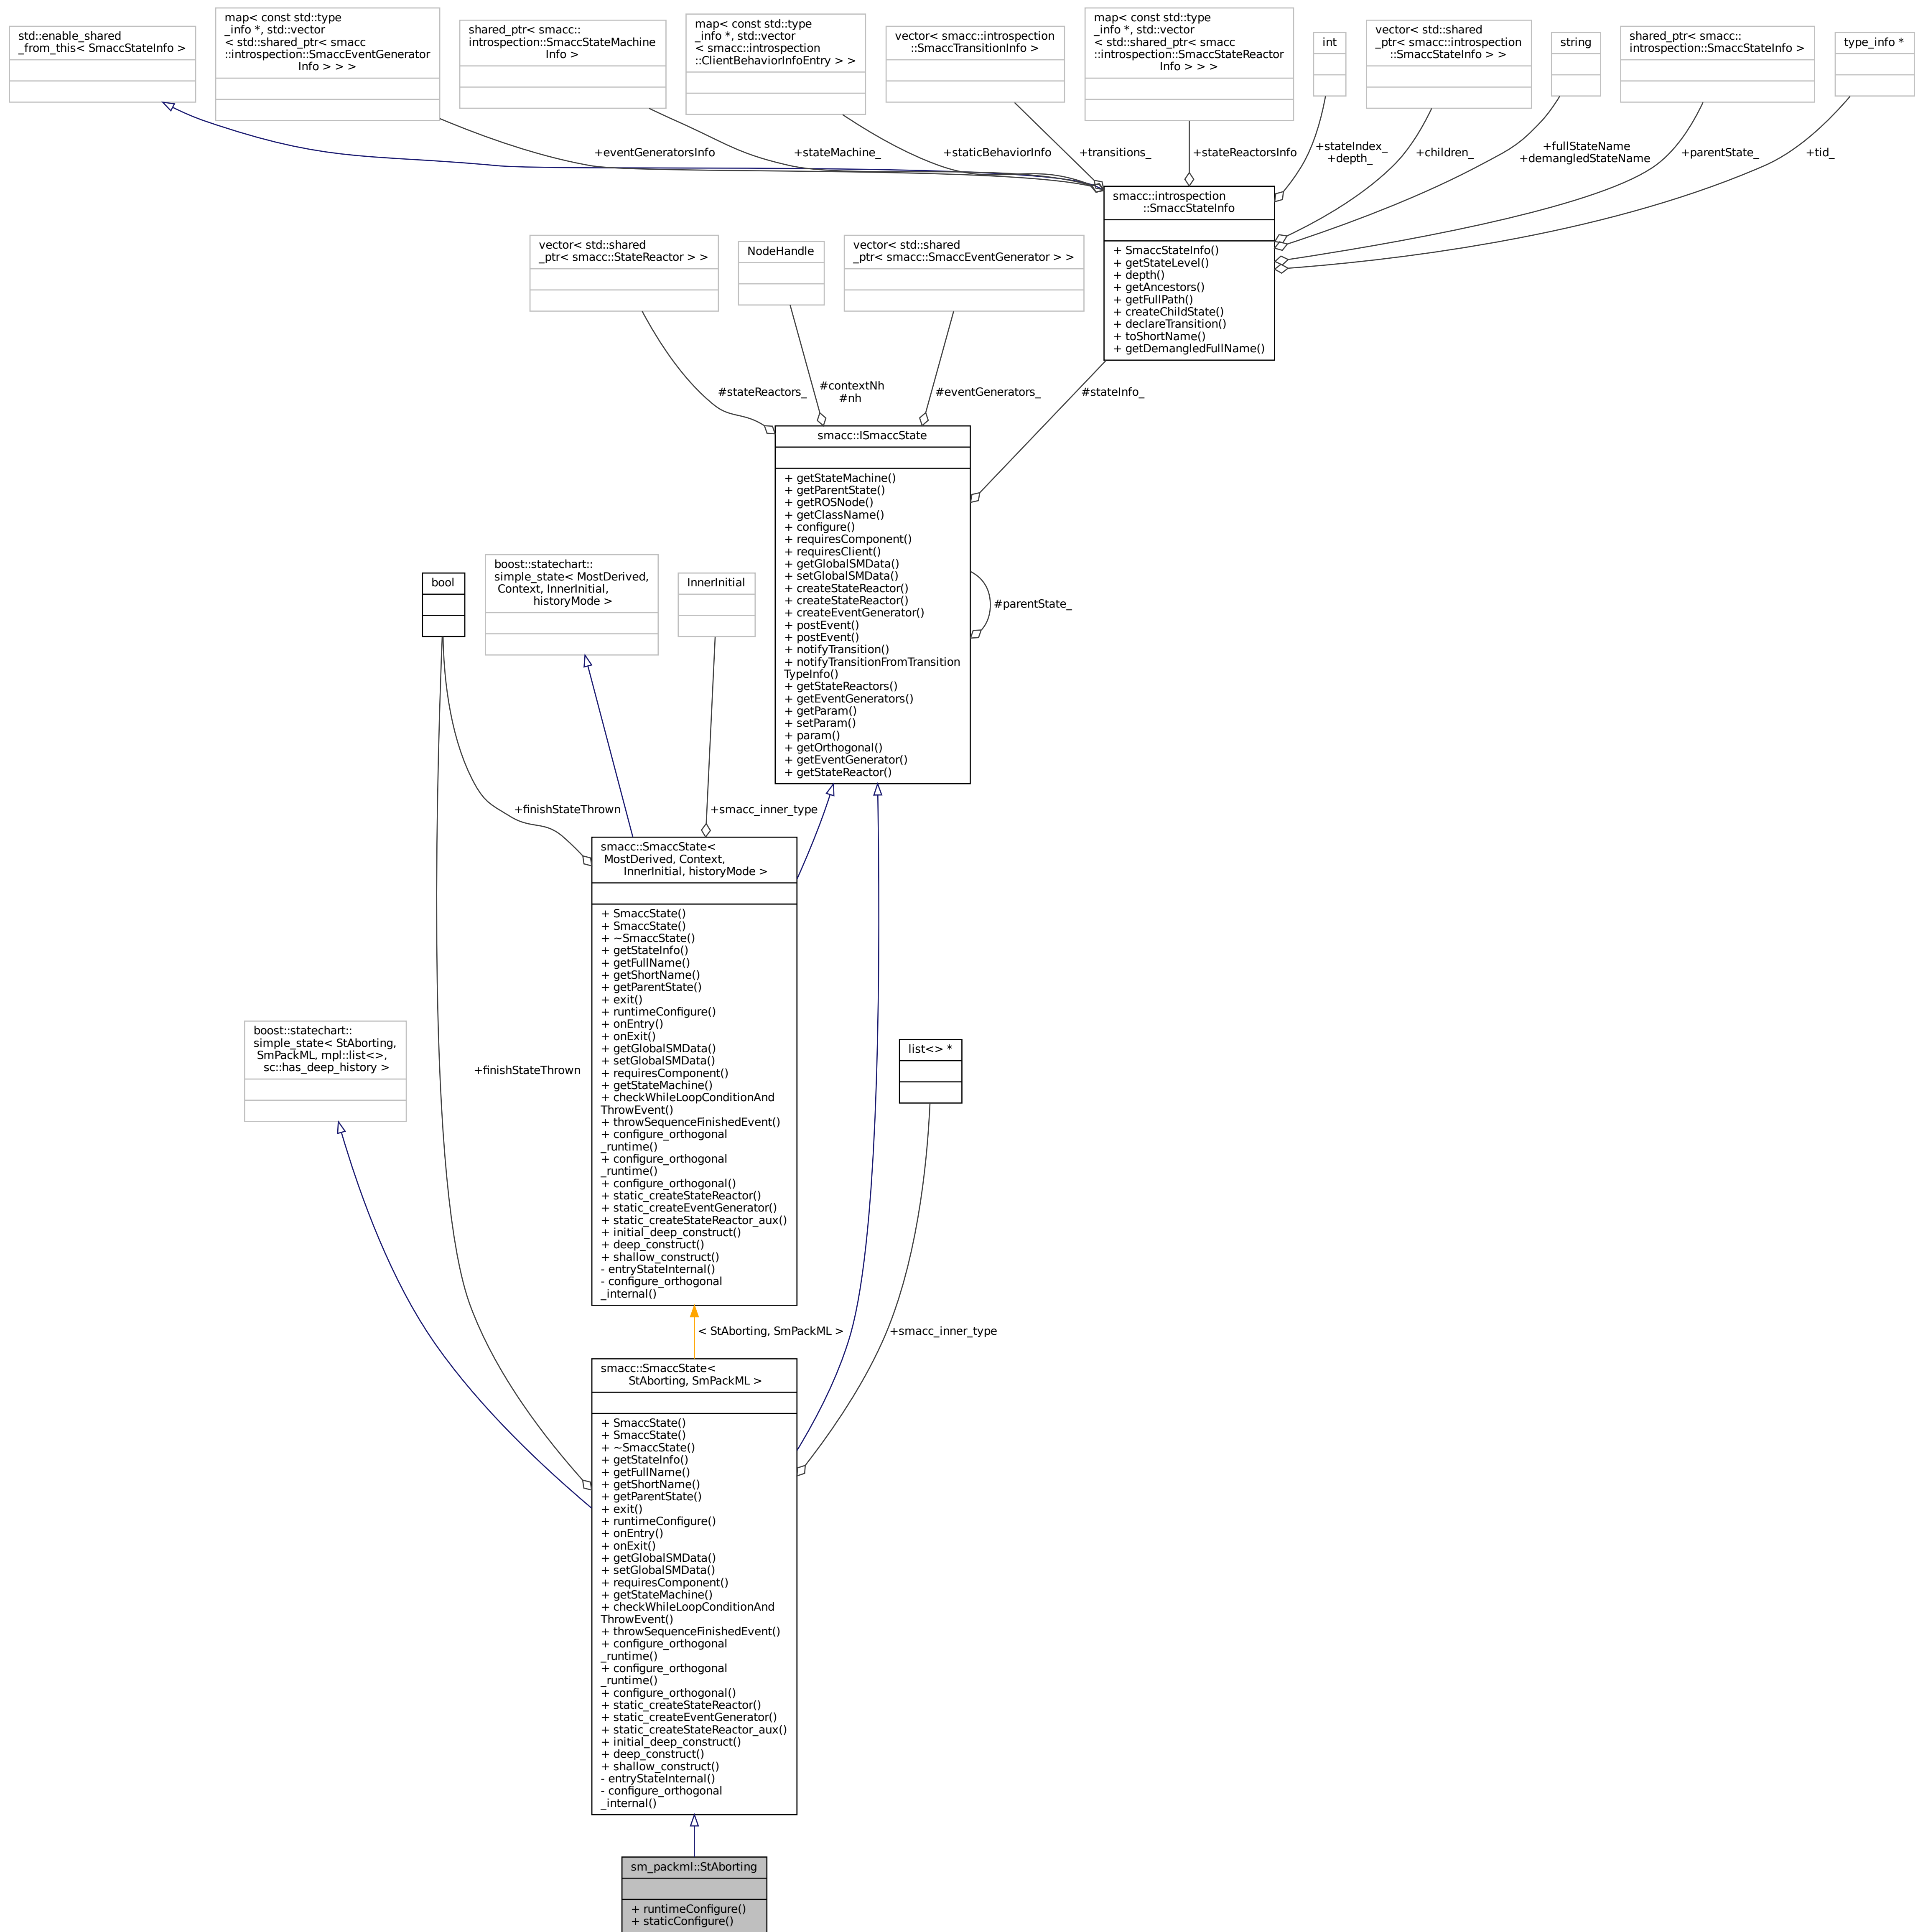 std::enable_shared
_from_this< SmaccStateInfo >
map< const std::type
_info *, std::vector
< std::shared_ptr< smacc
::introspection::SmaccEventGenerator
Info > > >
shared_ptr< smacc::
introspection::SmaccStateMachine
Info >
map< const std::type
_info *, std::vector
< smacc::introspection
::ClientBehaviorInfoEntry > >
vector< smacc::introspection
::SmaccTransitionInfo >
map< const std::type
_info *, std::vector
< std::shared_ptr< smacc
::introspection::SmaccStateReactor
Info > > >
int
vector< std::shared
_ptr< smacc::introspection
::SmaccStateInfo > >
string
shared_ptr< smacc::
introspection::SmaccStateInfo >
type_info *
+eventGeneratorsInfo
+stateMachine_
+staticBehaviorInfo
+transitions_
+stateReactorsInfo
+stateIndex_
+depth_
+children_
+fullStateName
+demangledStateName
+parentState_
+tid_
smacc::introspection
::SmaccStateInfo
+ SmaccStateInfo()
+ getStateLevel()
+ depth()
+ getAncestors()
+ getFullPath()
+ createChildState()
+ declareTransition()
+ toShortName()
+ getDemangledFullName()
vector< std::shared
_ptr< smacc::StateReactor > >
NodeHandle
vector< std::shared
_ptr< smacc::SmaccEventGenerator > >
#stateReactors_
#contextNh
#nh
#eventGenerators_
#stateInfo_
smacc::ISmaccState
+ getStateMachine()
+ getParentState()
+ getROSNode()
+ getClassName()
+ configure()
+ requiresComponent()
+ requiresClient()
+ getGlobalSMData()
+ setGlobalSMData()
+ createStateReactor()
+ createStateReactor()
+ createEventGenerator()
+ postEvent()
+ postEvent()
+ notifyTransition()
+ notifyTransitionFromTransition
TypeInfo()
+ getStateReactors()
+ getEventGenerators()
+ getParam()
+ setParam()
+ param()
+ getOrthogonal()
+ getEventGenerator()
+ getStateReactor()
#parentState_
bool
boost::statechart::
simple_state< MostDerived,
Context, InnerInitial,
historyMode >
InnerInitial
+finishStateThrown
+smacc_inner_type
smacc::SmaccState<
MostDerived, Context,
InnerInitial, historyMode >
+ SmaccState()
+ SmaccState()
+ ~SmaccState()
+ getStateInfo()
+ getFullName()
+ getShortName()
+ getParentState()
+ exit()
+ runtimeConfigure()
+ onEntry()
+ onExit()
+ getGlobalSMData()
+ setGlobalSMData()
+ requiresComponent()
+ getStateMachine()
+ checkWhileLoopConditionAnd
ThrowEvent()
+ throwSequenceFinishedEvent()
+ configure_orthogonal
_runtime()
+ configure_orthogonal
_runtime()
+ configure_orthogonal()
+ static_createStateReactor()
+ static_createEventGenerator()
+ static_createStateReactor_aux()
+ initial_deep_construct()
+ deep_construct()
+ shallow_construct()
- entryStateInternal()
- configure_orthogonal
_internal()
boost::statechart::
simple_state< StAborting,
SmPackML, mpl::list<>,
sc::has_deep_history >
+finishStateThrown
list<> *
< StAborting, SmPackML >
+smacc_inner_type
smacc::SmaccState<
StAborting, SmPackML >
+ SmaccState()
+ SmaccState()
+ ~SmaccState()
+ getStateInfo()
+ getFullName()
+ getShortName()
+ getParentState()
+ exit()
+ runtimeConfigure()
+ onEntry()
+ onExit()
+ getGlobalSMData()
+ setGlobalSMData()
+ requiresComponent()
+ getStateMachine()
+ checkWhileLoopConditionAnd
ThrowEvent()
+ throwSequenceFinishedEvent()
+ configure_orthogonal
_runtime()
+ configure_orthogonal
_runtime()
+ configure_orthogonal()
+ static_createStateReactor()
+ static_createEventGenerator()
+ static_createStateReactor_aux()
+ initial_deep_construct()
+ deep_construct()
+ shallow_construct()
- entryStateInternal()
- configure_orthogonal
_internal()
sm_packml::StAborting
+ runtimeConfigure()
+ staticConfigure()